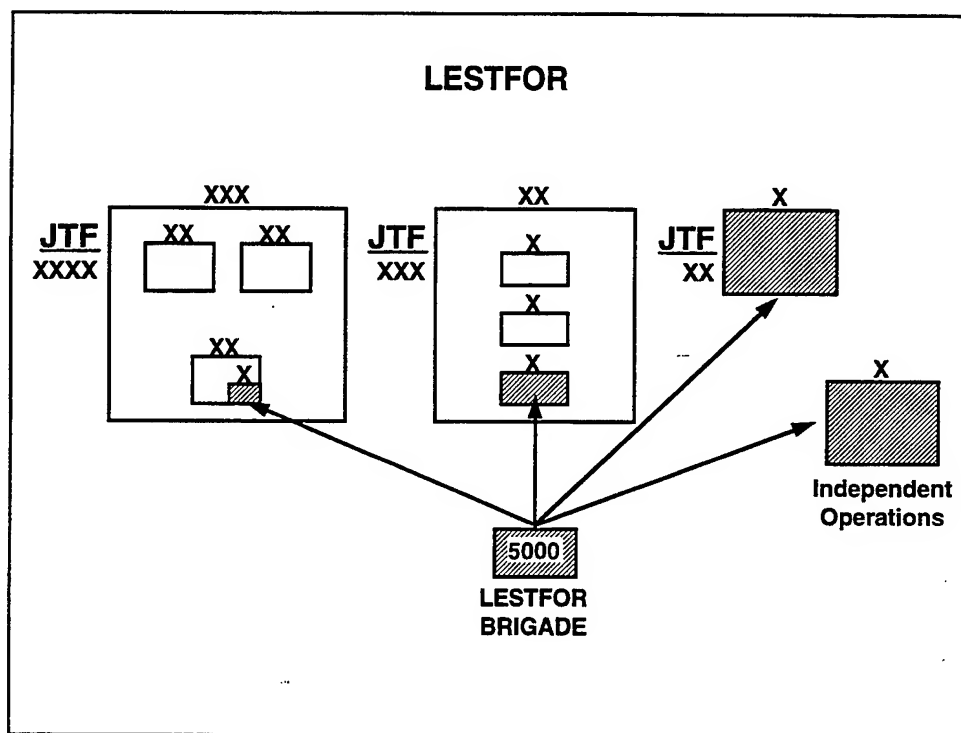 LESTFOR
XXX
JTF
XXXX
XX
XX
XX
X
XX
JTF
XXX
X
X
X
X
JTF
XX
X
Independent
Operations
5000
LESTFOR
BRIGADE